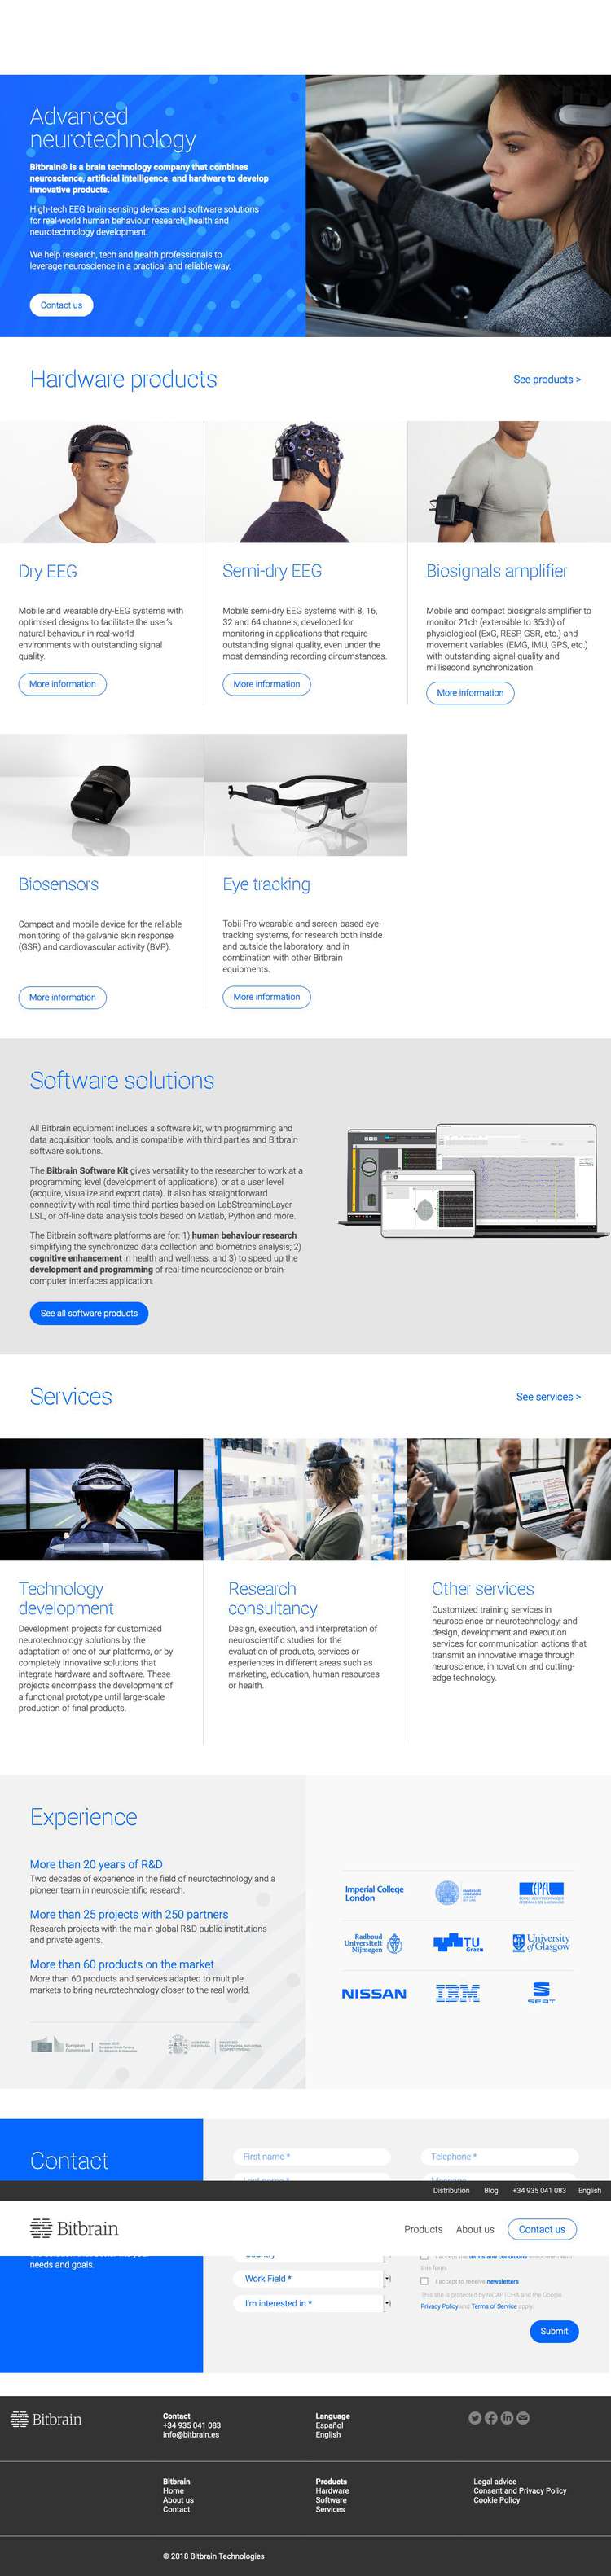 Advanced
neurotechnology
Bitbrain® is a brain technology company that combines
neuroscience, artificial intelligence, and hardware to develop
innovative products.
High-tech EEG brain sensing devices and software solutions
for real-world human behaviour research, health and
neurotechnology development.
We help research, tech and health professionals to
leverage neuroscience in a practical and reliable way.
Contact us
Hardware products
See products >
Dry EEG
Mobile and wearable dry-EEG systems with
optimised designs to facilitate the user's
natural behaviour in real-world
environments with outstanding signal
quality.
More information
Semi-dry EEG
Mobile semi-dry EEG systems with 8, 16,
32 and 64 channels, developed for
monitoring in applications that require
outstanding signal quality, even under the
most demanding recording circumstances.
More information
Biosignals amplifier
Mobile and compact biosignals amplifier to
monitor 21ch (extensible to 35ch) of
physiological (ExG, RESP, GSR, etc.) and
movement variables (EMG, IMU, GPS, etc.)
with outstanding signal quality and
millisecond synchronization.
More information
Biosensors
Compact and mobile device for the reliable
monitoring of the galvanic skin response
(GSR) and cardiovascular activity (BVP).
More information
Eye tracking
Tobii Pro wearable and screen-based eye-
tracking systems, for research both inside
and outside the laboratory, and in
combination with other Bitbrain
equipments.
More information
Software solutions
All Bitbrain equipment includes a software kit, with programming and
data acquisition tools, and is compatible with third parties and Bitbrain
software solutions.
The Bitbrain Software Kit gives versatility to the researcher to work at a
programming level (development of applications), or at a user level
(acquire, visualize and export data). It also has straightforward
connectivity with real-time third parties based on LabStreamingLayer
LSL, or off-line data analysis tools based on Matlab, Python and more.
The Bitbrain software platforms are for: 1) human behaviour research
simplifying the synchronized data collection and biometrics analysis; 2)
cognitive enhancement in health and wellness, and 3) to speed up the
development and programming of real-time neuroscience or brain-
computer interfaces application.
See all software products
Services
See services >
Technology
development
Development projects for customized
neurotechnology solutions by the
adaptation of one of our platforms, or by
completely innovative solutions that
integrate hardware and software. These
projects encompass the development of
a functional prototype until large-scale
production of final products.
Research
consultancy
Design, execution, and interpretation of
neuroscientific studies for the
evaluation of products, services or
experiences in different areas such as
marketing, education, human resources
or health.
Other services
Customized training services in
neuroscience or neurotechnology, and
design, development and execution
services for communication actions that
transmit an innovative image through
neuroscience, innovation and cutting-
edge technology.
Experience
More than 20 years of R&D
Two decades of experience in the field of neurotechnology and a
pioneer team in neuroscientific research.
More than 25 projects with 250 partners
Research projects with the main global R&D public institutions
and private agents.
More than 60 products on the market
More than 60 products and services adapted to multiple
markets to bring neurotechnology closer to the real world.
European
Commission
Imperial College
London
EPFL
Radboud
Universiteit
Nijmegen
TU
Graz
University
of Glasgow
NISSAN
IBM
SEAT
Contact
First name *
Telephone *
Distribution Blog +34 935 041 083 English
Bitbrain
Products About us Contact us
needs and goals.
Work Field *
I'm interested in *
this form
I accept to receive newsletters
This site is protected by reCAPTCHA and the Google
Privacy Policy and Terms of Service apply.
Submit
Bitbrain
Contact
+34 935 041 083
info@bitbrain.es
Language
Español
English
Bitbrain
Home
About us
Contact
Products
Hardware
Software
Services
Legal advice
Consent and Privacy Policy
Cookie Policy
© 2018 Bitbrain Technologies